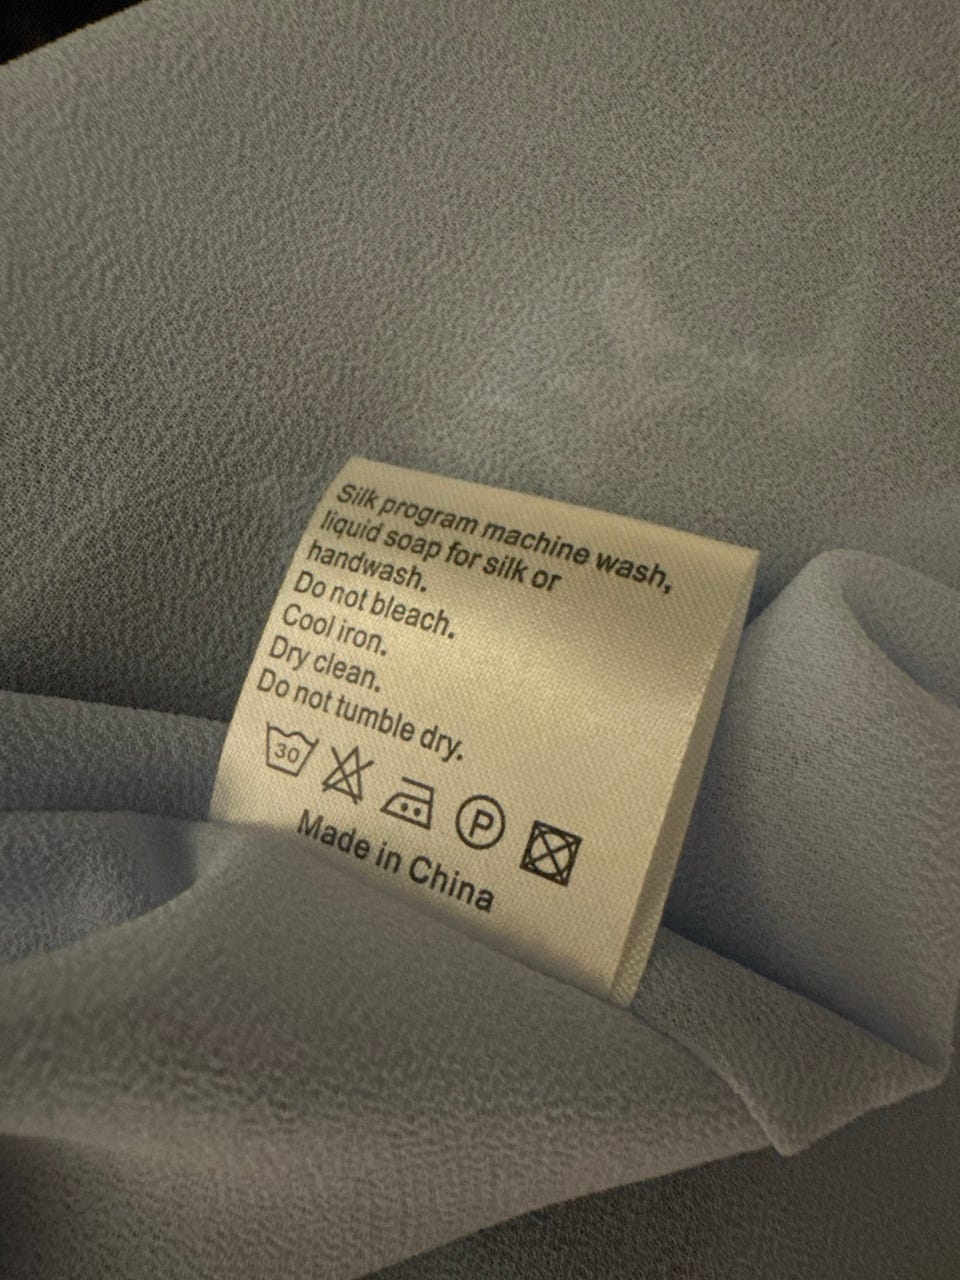 Silk program machine wash,
liquid soap for silk or
handwash.
Do not bleach.
Cool iron.
Dry clean.
Do not tumble dry.
30 P
Made in China